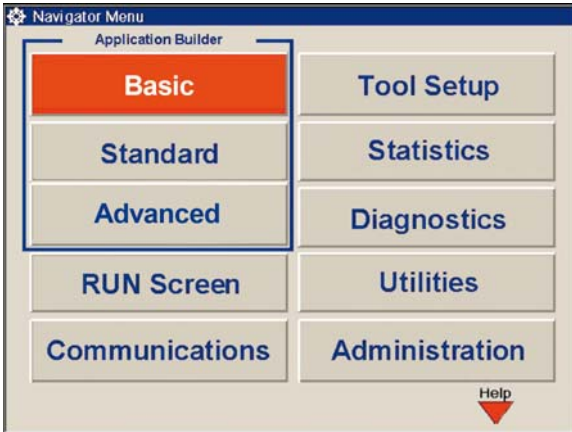 Navigator Menu
Application Builder
Basic
Standard
Advanced
RUN Screen
Communications
Tool Setup
Statistics
Diagnostics
Utilities
Administration
Help